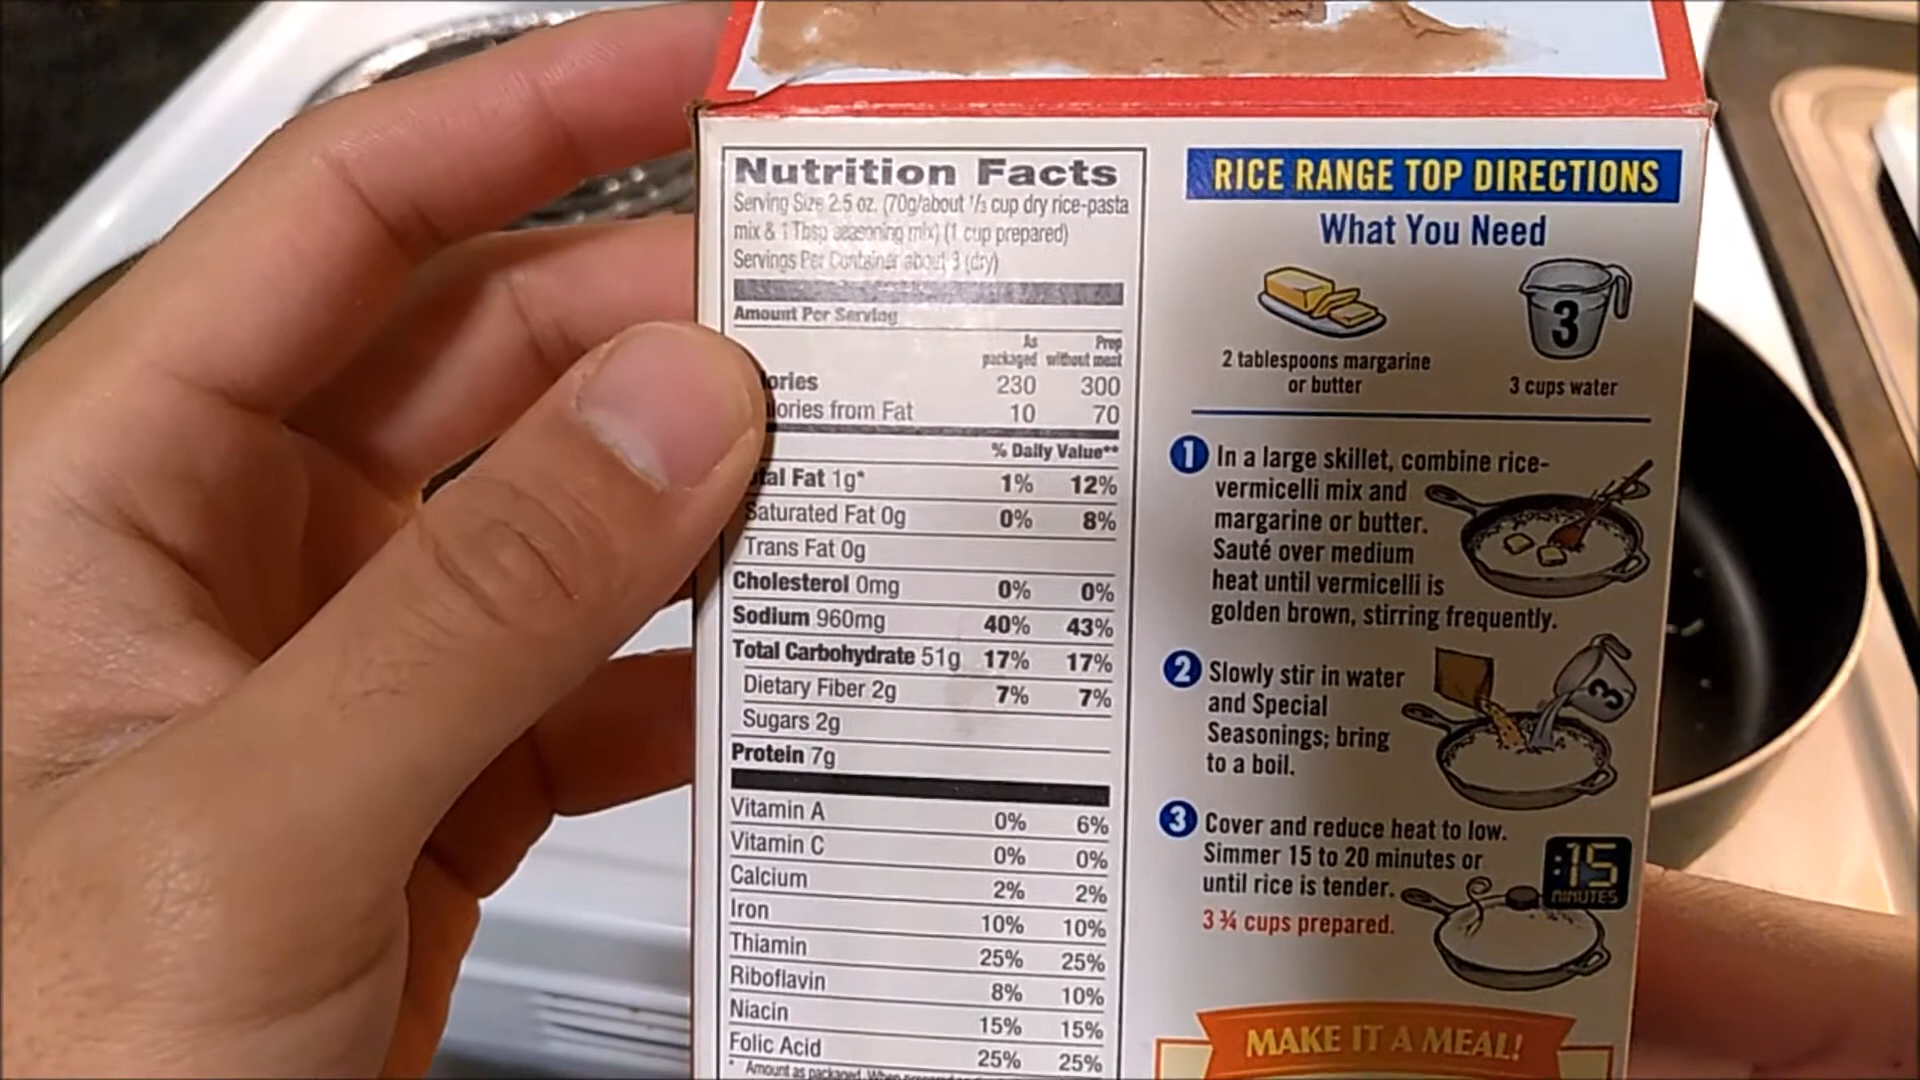 Nutrition Facts
Serving Size 2.5 oz. (70g/about 1/3 cup dry rice-pasta
mix & 1 Tbsp seasoning mix) (1 cup prepared)
Servings Per Container about 3 (dry)
Amount Per Serving
As Prep
packaged without meat
ories 230 300
lories from Fat 10 70
% Daily Value**
tal Fat 1g* 1% 12%
Saturated Fat 0g 0% 8%
Trans Fat 0g
Cholesterol 0mg 0% 0%
Sodium 960mg 40% 43%
Total Carbohydrate 51g 17% 17%
Dietary Fiber 2g 7% 7%
Sugars 2g
Protein 7g
Vitamin A 0% 6%
Vitamin C 0% 0%
Calcium 2% 2%
Iron 10% 10%
Thiamin 25% 25%
Riboflavin 8% 10%
Niacin 15% 15%
Folic Acid 25% 25%
* Amount as packaged. When
RICE RANGE TOP DIRECTIONS
What You Need
3
2 tablespoons margarine
or butter
3 cups water
1 In a large skillet, combine rice-
vermicelli mix and
margarine or butter.
Sauté over medium
heat until vermicelli is
golden brown, stirring frequently.
2 Slowly stir in water
and Special
Seasonings; bring
to a boil.
3
3 Cover and reduce heat to low.
Simmer 15 to 20 minutes or
until rice is tender.
:15
MINUTES
3 3/4 cups prepared.
MAKE IT A MEAL!